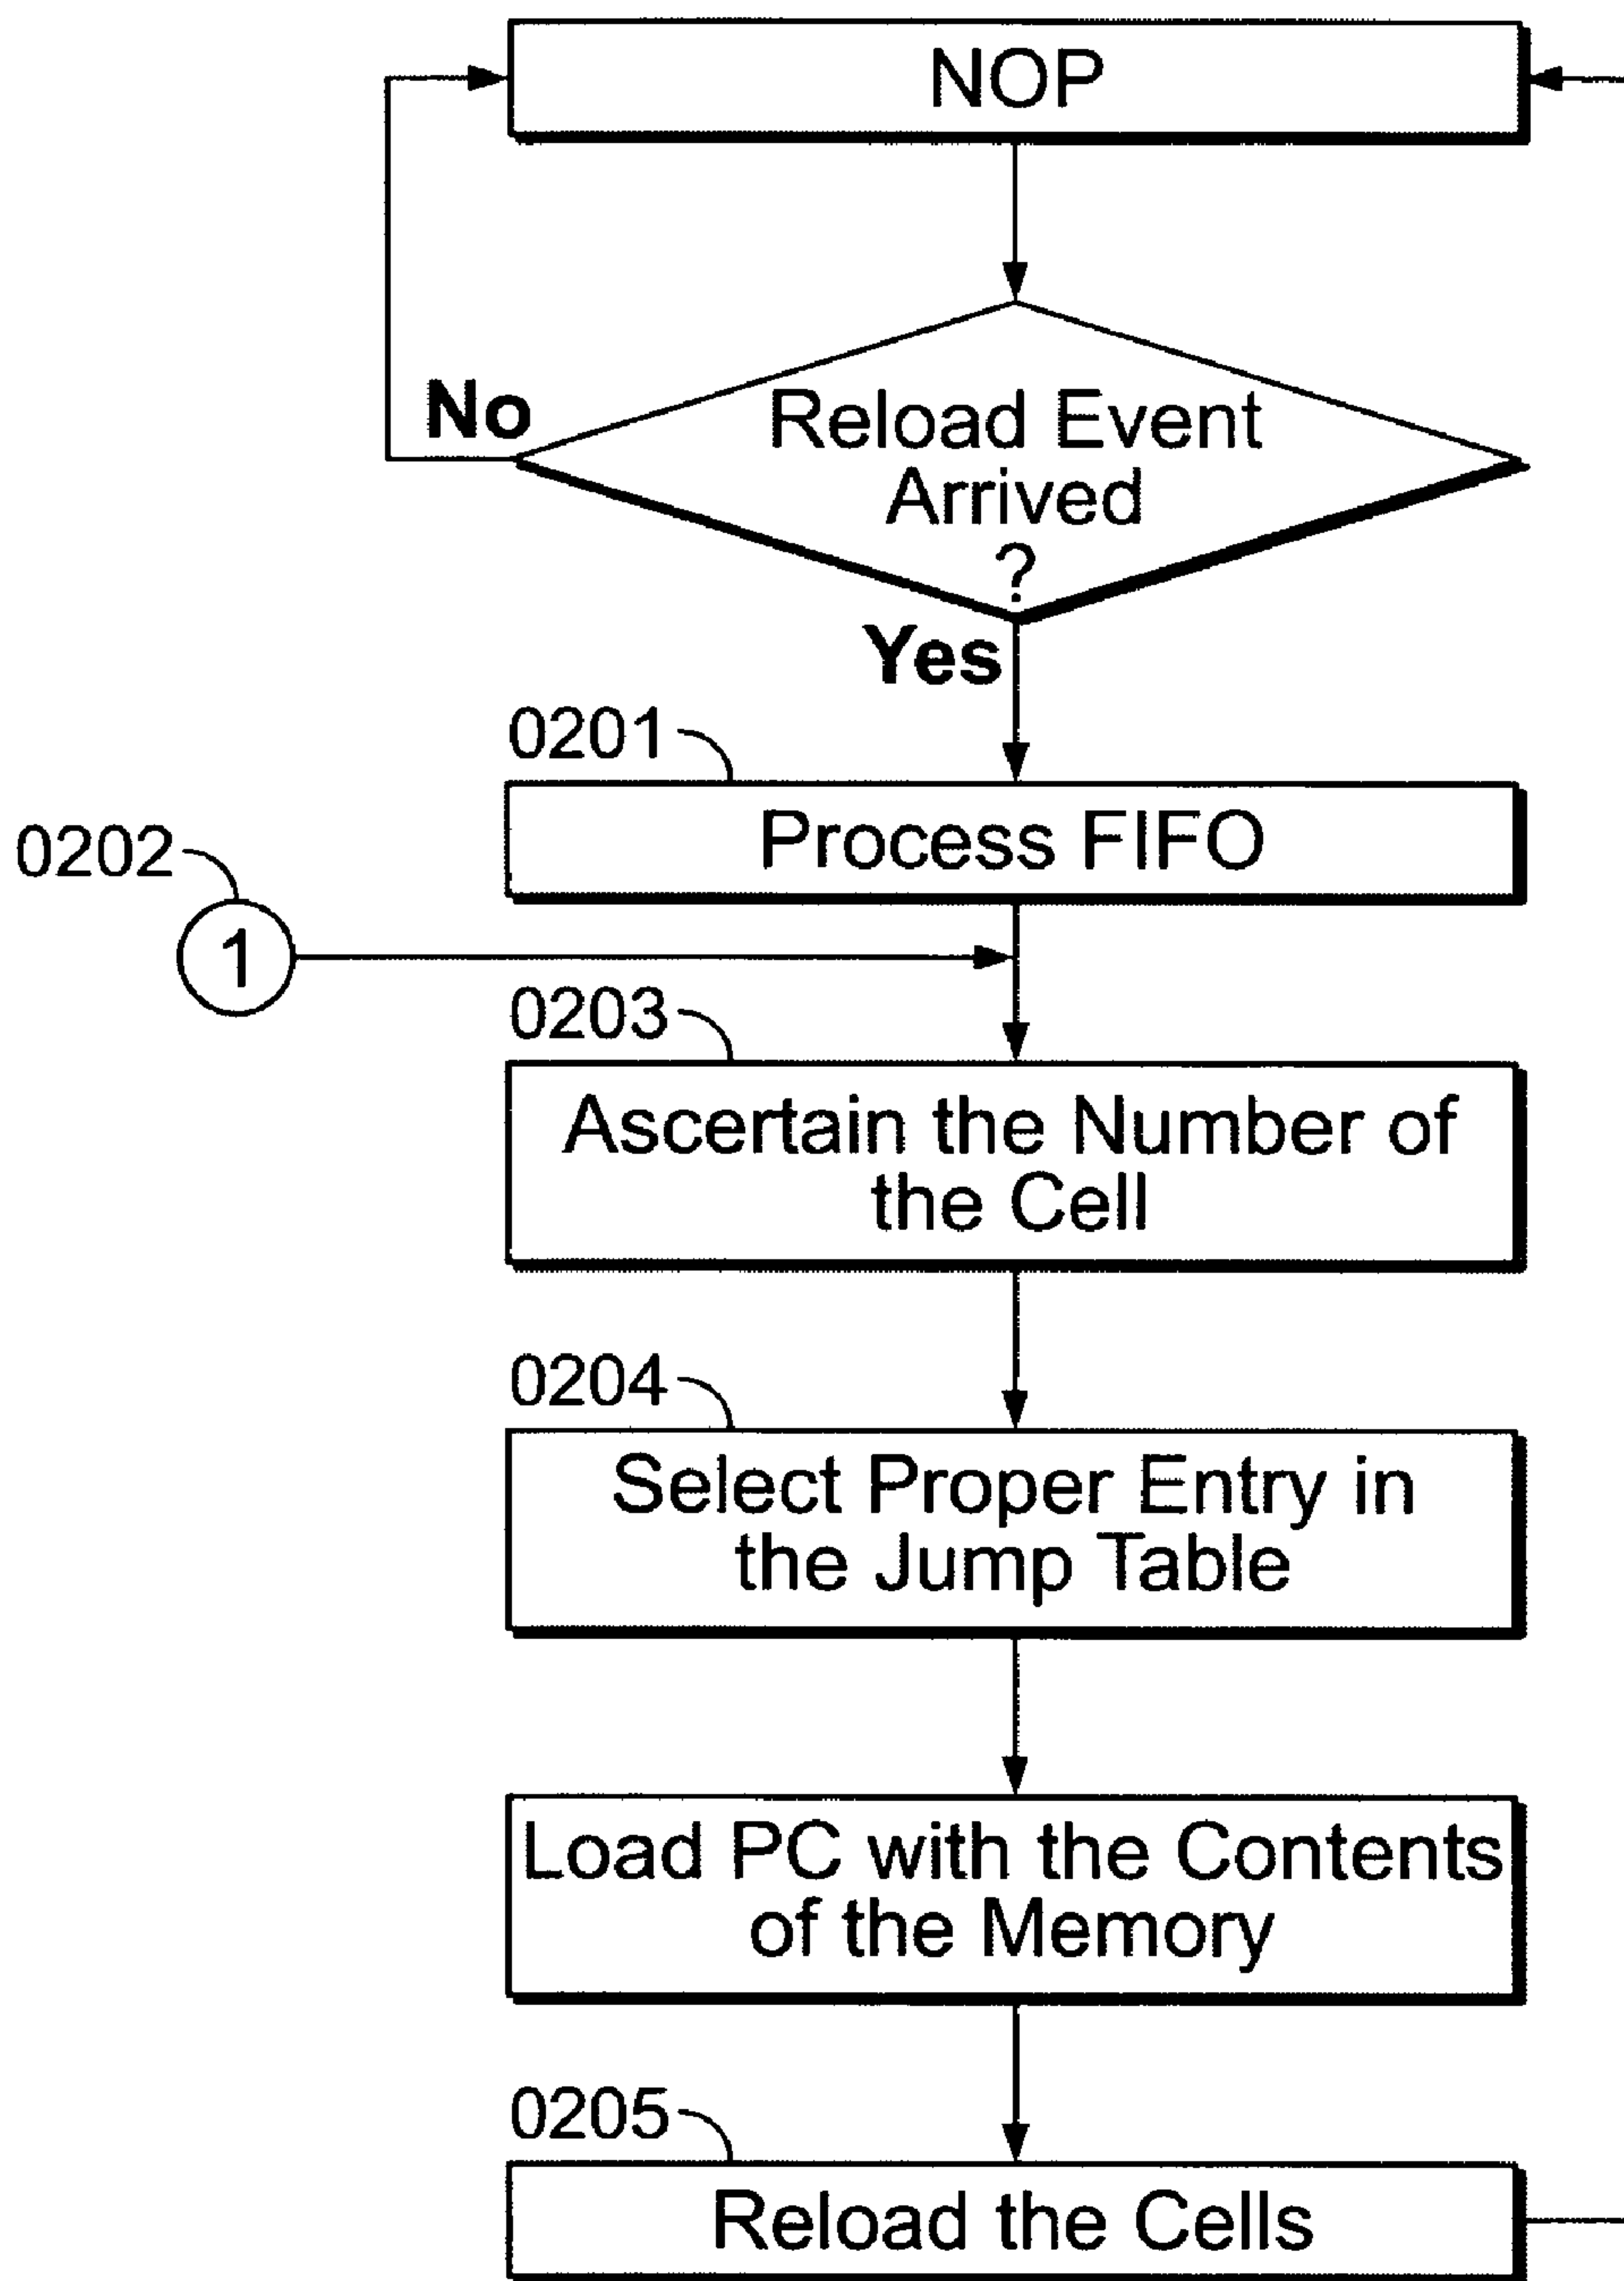 NOP
No
Reload Event
Arrived
?
Yes
0201
Process FIFO
0202
1
0203
Ascertain the Number of
the Cell
0204
Select Proper Entry in
the Jump Table
Load PC with the Contents
of the Memory
0205
Reload the Cells